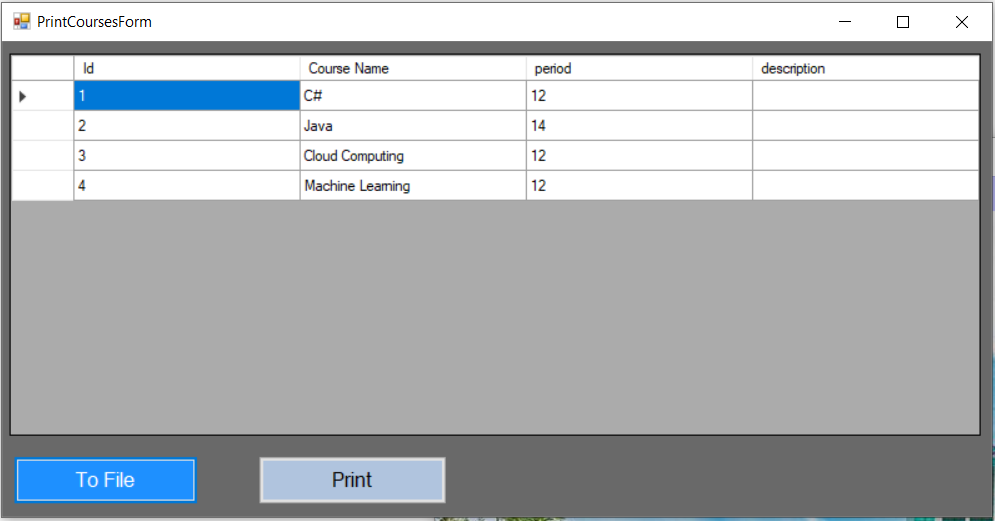 PrintCoursesForm
Id Course Name period description
1 C# 12
2 Java 14
3 Cloud Computing 12
4 Machine Learning 12
To File Print